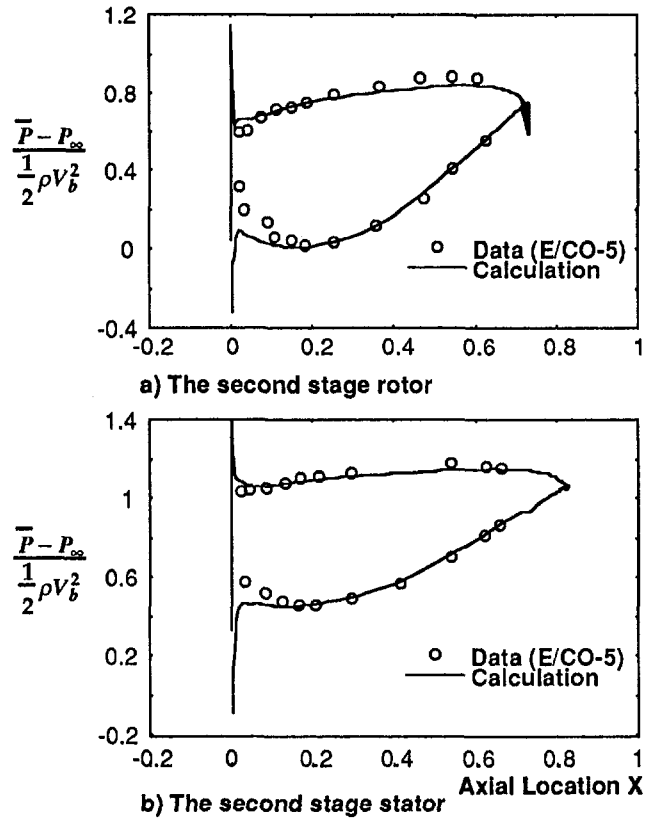 1.2
0.8
0.4
0
-0.4
P̅ – P∞
½ρV_b²
Data (E/CO-5)
Calculation
-0.2 0 0.2 0.4 0.6 0.8 1
a) The second stage rotor
1.4
1
0.6
0.2
-0.2
P̅ – P∞
½ρV_b²
Data (E/CO-5)
Calculation
-0.2 0 0.2 0.4 0.6 0.8 1
Axial Location X
b) The second stage stator